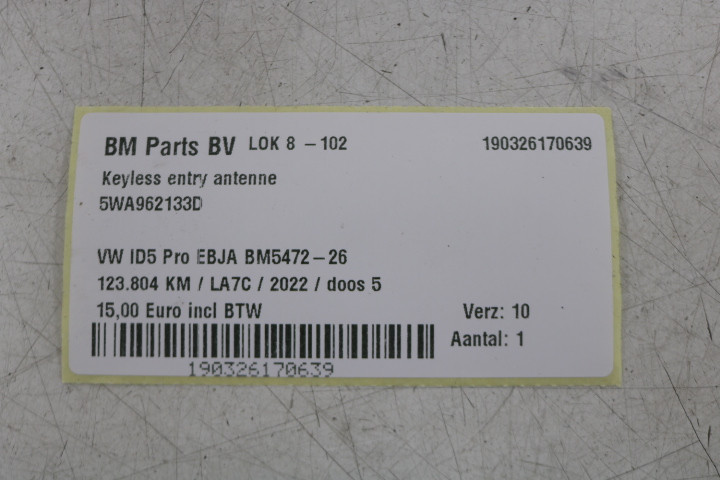 BM Parts BV LOK 8 - 102 190326170639
Keyless entry antenne
5WA962133D
VW ID5 Pro EBJA BM5472-26
123.804 KM / LA7C / 2022 / doos 5
15,00 Euro incl BTW Verz: 10
Aantal: 1
190326170639